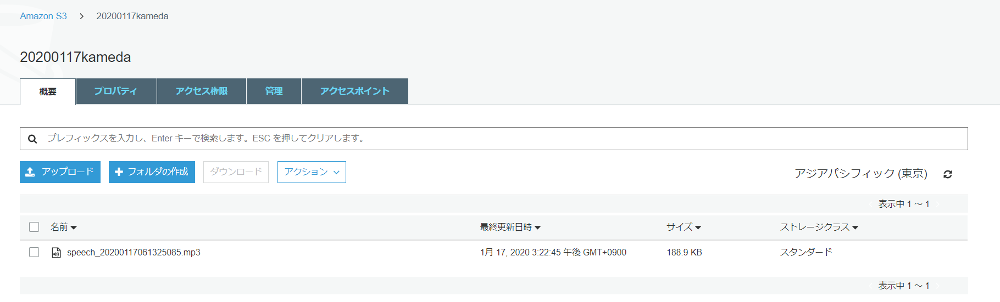 Amazon S3 > 20200117kameda
20200117kameda
概要 プロパティ アクセス権限 管理 アクセスポイント
プレフィックスを入力し、Enter キーで検索します。ESC を押してクリアします。
アップロード フォルダの作成 ダウンロード アクション アジアパシフィック (東京)
表示中 1 ～ 1
名前 最終更新日時 サイズ ストレージクラス
speech_20200117061325085.mp3 1月 17, 2020 3:22:45 午後 GMT+0900 188.9 KB スタンダード
表示中 1 ～ 1